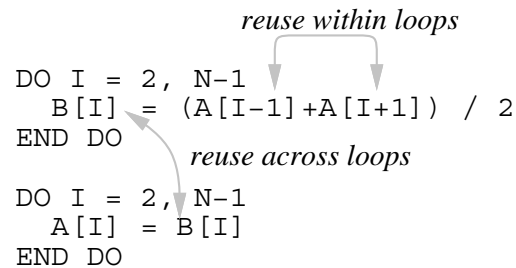 reuse within loops
DO I = 2, N-1
B[I] = (A[I-1]+A[I+1]) / 2
END DO
reuse across loops
DO I = 2, N-1
A[I] = B[I]
END DO